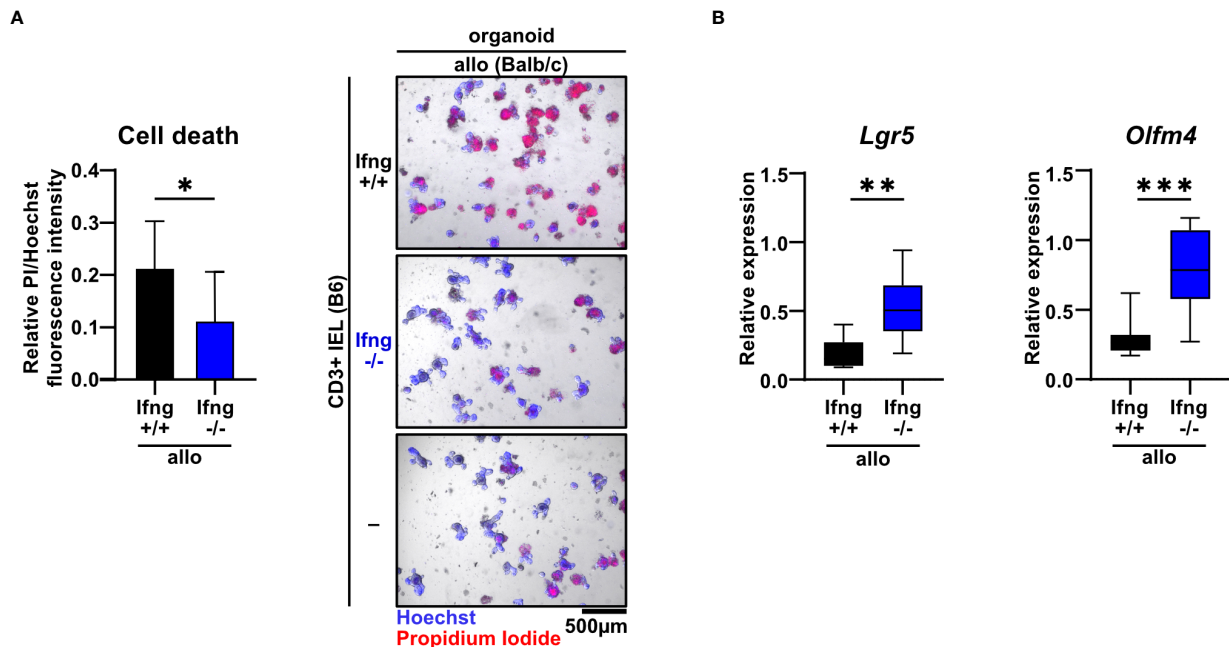 A
B
organoid
allo (Balb/c)
Cell death
Relative PI/Hoechst
fluorescence intensity
0.4
0.3
0.2
0.1
0.0
*
Ifng
+/+
Ifng
-/-
allo
CD3+ IEL (B6)
Ifng
+/+
Ifng
-/-
–
Hoechst
Propidium Iodide
500µm
Lgr5
Relative expression
1.5
1.0
0.5
0.0
**
Ifng
+/+
Ifng
-/-
allo
Olfm4
Relative expression
1.5
1.0
0.5
0.0
***
Ifng
+/+
Ifng
-/-
allo